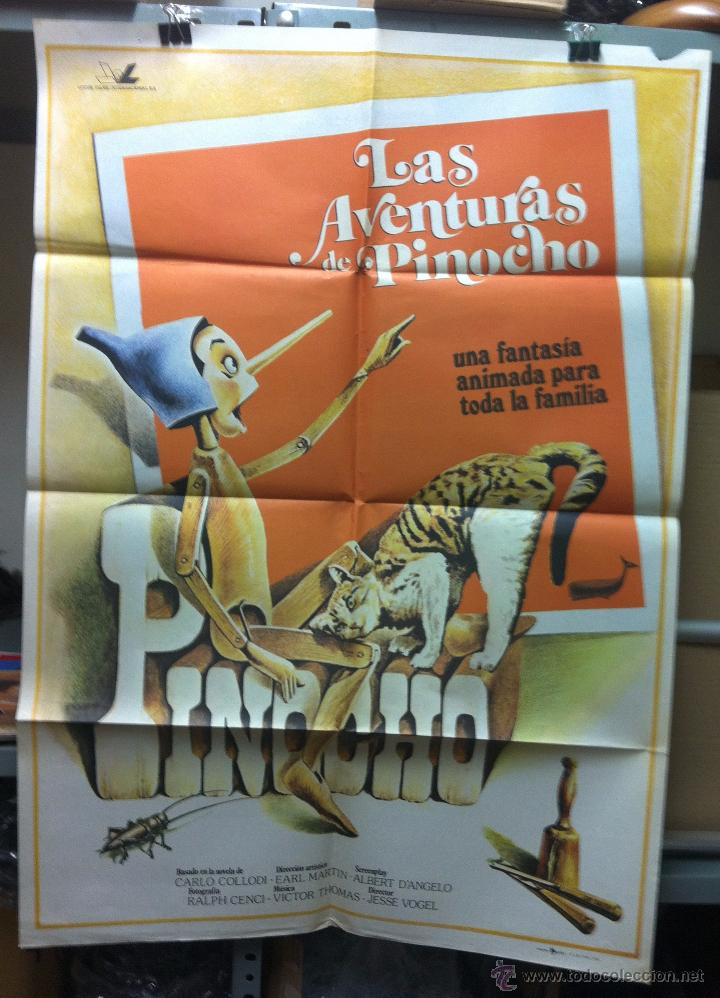 Las
Aventuras
de Pinocho
una fantasía
animada para
toda la familia
PINOCHO
Basado en la novela de Dirección artística Screenplay
CARLO COLLODI - EARL MARTIN - ALBERT D'ANGELO
Fotografía Música Director
RALPH CENCI - VICTOR THOMAS - JESSE VOGEL
www.todocoleccion.net